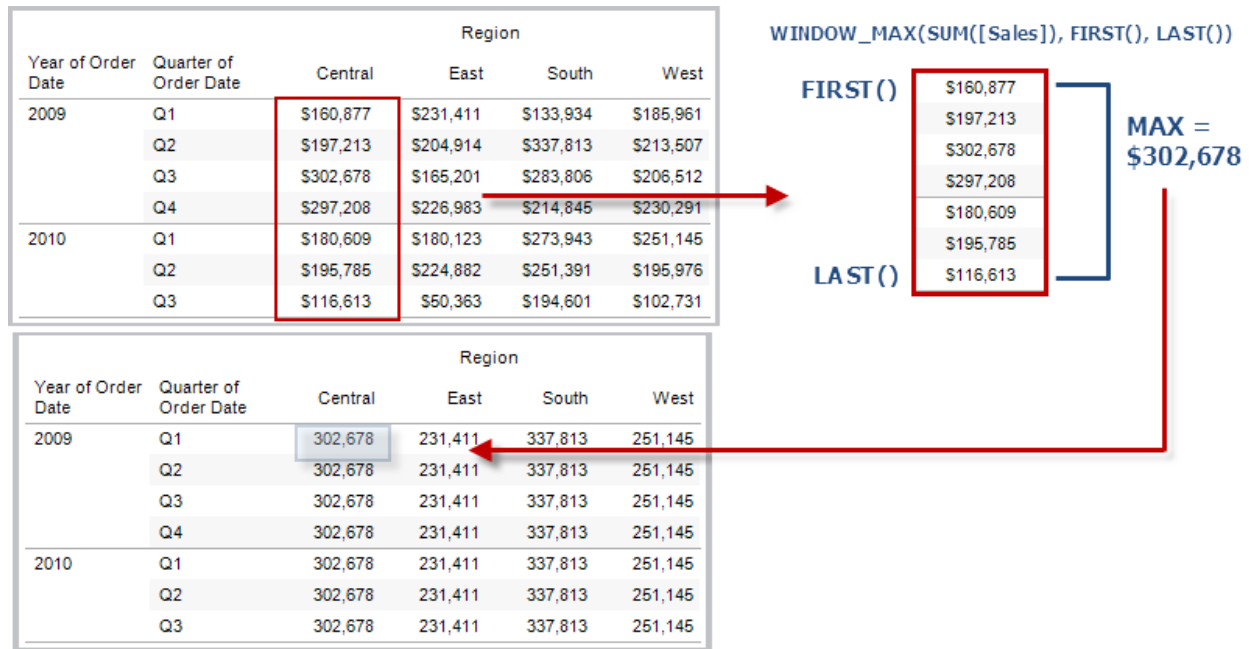 Region
Year of Order Date Quarter of Order Date Central East South West
2009 Q1 $160,877 $231,411 $133,934 $185,961
Q2 $197,213 $204,914 $337,813 $213,507
Q3 $302,678 $165,201 $283,806 $206,512
Q4 $297,208 $226,983 $214,845 $230,291
2010 Q1 $180,609 $180,123 $273,943 $251,145
Q2 $195,785 $224,882 $251,391 $195,976
Q3 $116,613 $50,363 $194,601 $102,731
WINDOW_MAX(SUM([Sales]), FIRST(), LAST())
FIRST() $160,877
$197,213
$302,678
$297,208
$180,609
$195,785
LAST() $116,613
MAX =
$302,678
Region
Year of Order Date Quarter of Order Date Central East South West
2009 Q1 302,678 231,411 337,813 251,145
Q2 302,678 231,411 337,813 251,145
Q3 302,678 231,411 337,813 251,145
Q4 302,678 231,411 337,813 251,145
2010 Q1 302,678 231,411 337,813 251,145
Q2 302,678 231,411 337,813 251,145
Q3 302,678 231,411 337,813 251,145